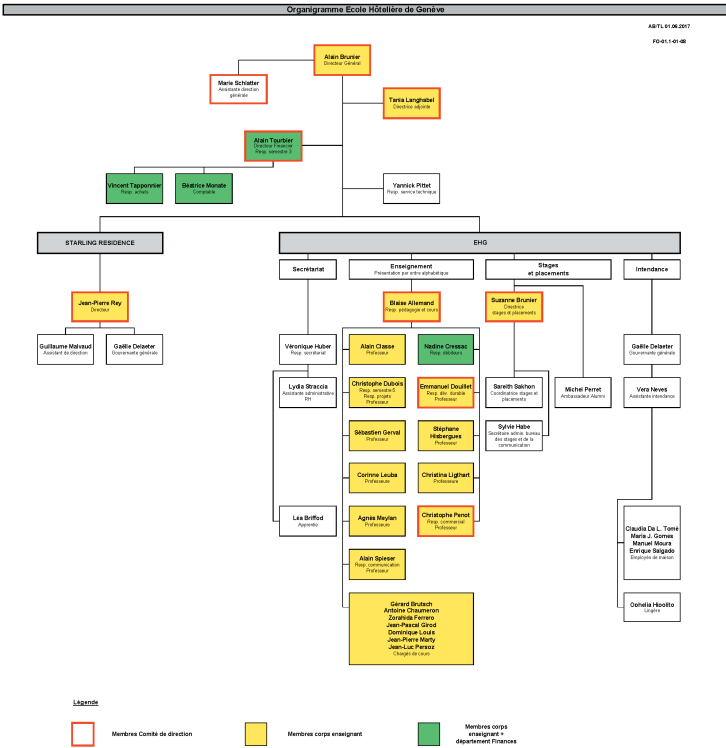 Organigramme Ecole Hôtelière de Genève
AB/TL 01.06.2017
FO-01.1-01-08
Alain Brunier
Directeur Général
Marie Schlatter
Assistante direction
générale
Tania Langhabel
Directrice adjointe
Alain Tourbier
Directeur Financier
Resp. semestre 3
Vincent Tapponnier
Resp. achats
Béatrice Monate
Comptable
Yannick Pittet
Resp. service technique
STARLING RESIDENCE
EHG
Secrétariat
Enseignement
Présentation par ordre alphabétique
Stages
et placements
Intendance
Jean-Pierre Rey
Directeur
Blaise Allemand
Resp. pédagogie et cours
Suzanne Brunier
Directrice
stages et placements
Guillaume Malvaud
Assistant de direction
Gaëlle Delaeter
Gouvernante générale
Véronique Huber
Resp. secrétariat
Alain Classe
Professeur
Nadine Cressac
Resp. débiteurs
Gaëlle Delaeter
Gouvernante générale
Lydia Straccia
Assistante administrative
RH
Christophe Dubois
Resp. semestre 5
Resp. projets
Professeur
Emmanuel Douillet
Resp. dév. durable
Professeur
Sareith Sakhon
Coordinatrice stages et
placements
Michel Perret
Ambassadeur Alumni
Vera Neves
Assistante intendance
Sébastien Gerval
Professeur
Stéphane
Hisbergues
Professeur
Sylvie Habe
Secrétaire admin. bureau
des stages et de la
communication
Corinne Leuba
Professeure
Christina Ligthart
Professeure
Léa Briffod
Apprentie
Agnès Meylan
Professeure
Christophe Penot
Resp. commercial
Professeur
Claudia Da L. Tomé
Maria J. Gomes
Manuel Moura
Enrique Salgado
Employés de maison
Alain Spieser
Resp. communication
Professeur
Gérard Brutsch
Antoine Chaumeron
Zorahida Ferrero
Jean-Pascal Girod
Dominique Louis
Jean-Pierre Marty
Jean-Luc Persoz
Chargés de cours
Ophelia Hipolito
Lingère
Légende
Membres Comité de direction
Membres corps enseignant
Membres corps
enseignant +
département Finances